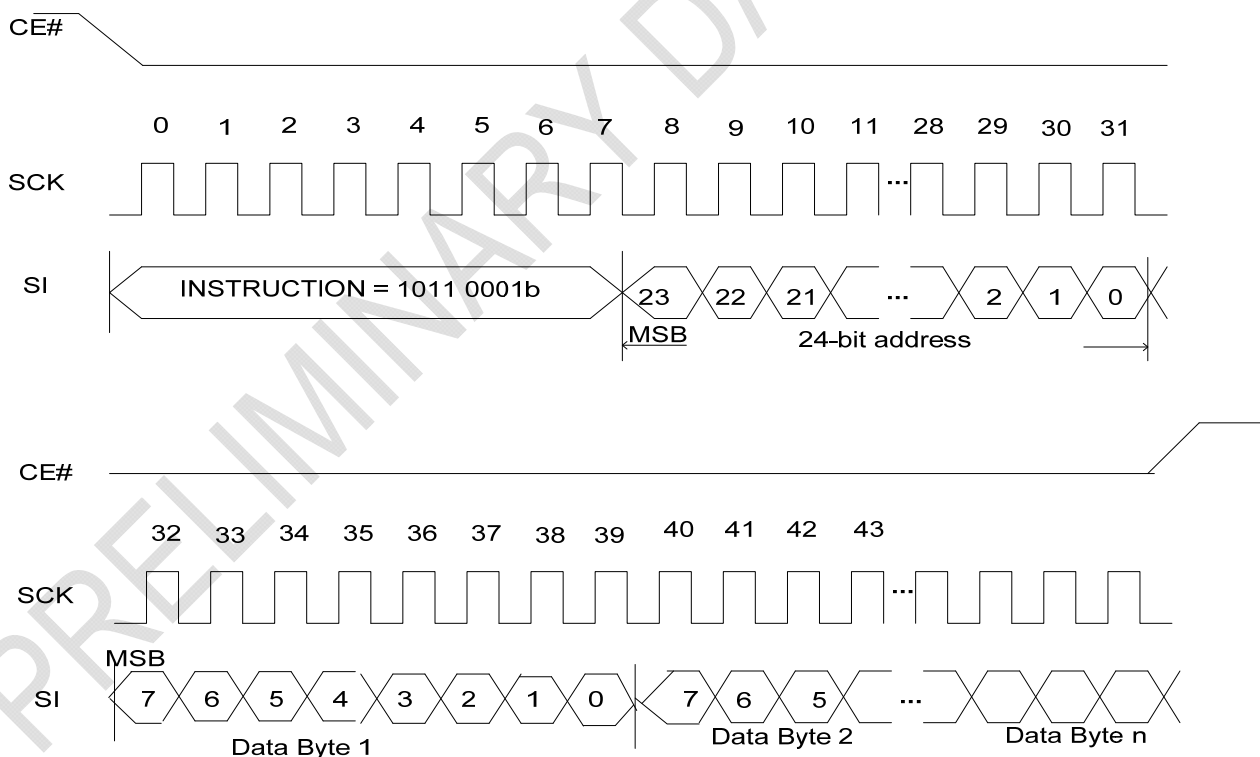 CE#
0 1 2 3 4 5 6 7 8 9 10 11 28 29 30 31
SCK ...
SI INSTRUCTION = 1011 0001b 23 22 21 ... 2 1 0
MSB 24-bit address
CE#
32 33 34 35 36 37 38 39 40 41 42 43
SCK ...
MSB
SI 7 6 5 4 3 2 1 0 7 6 5 ...
Data Byte 1 Data Byte 2 Data Byte n
PRELIMINARY